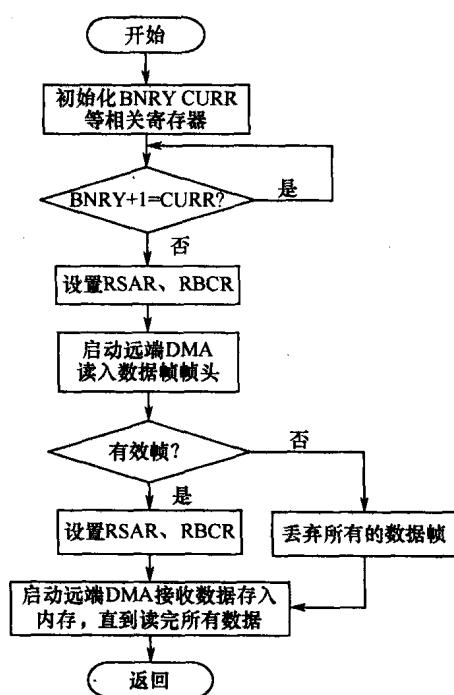 开始
初始化BNRY CURR
等相关寄存器
BNRY+1=CURR?
是
否
设置RSAR、RBCR
启动远端DMA
读入数据帧帧头
有效帧?
否
是
设置RSAR、RBCR
丢弃所有的数据帧
启动远端DMA接收数据存入
内存，直到读完所有数据
返回